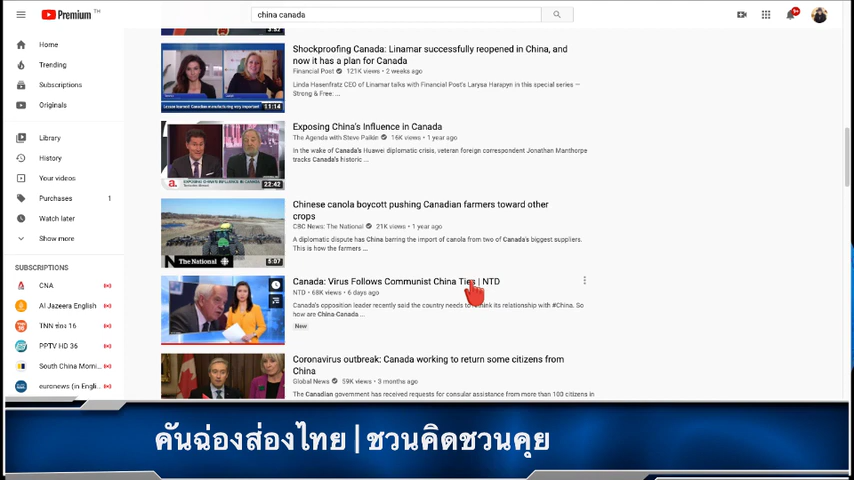 Premium TH
china canada
9+
Home
Trending
Subscriptions
Originals
Library
History
Your videos
Purchases 1
Watch later
Show more
SUBSCRIPTIONS
CNA
Al Jazeera English
TNN ช่อง 16
PPTV HD 36
South China Morni...
euronews (in Engli...
3:52
Shockproofing Canada: Linamar successfully reopened in China, and
now it has a plan for Canada
Financial Post 121K views • 2 weeks ago
Linda Hasenfratz CEO of Linamar talks with Financial Post's Larysa Harapyn in this special series —
Strong & Free: ...
11:14
Exposing China's Influence in Canada
The Agenda with Steve Paikin 16K views • 1 year ago
In the wake of Canada's Huawei diplomatic crisis, veteran foreign correspondent Jonathan Manthorpe
tracks Canada's historic ...
a.
22:42
Chinese canola boycott pushing Canadian farmers toward other
crops
CBC News: The National 21K views • 1 year ago
A diplomatic dispute has China barring the import of canola from two of Canada's biggest suppliers.
This is how the farmers ...
The National
5:07
Canada: Virus Follows Communist China Ties | NTD
NTD • 68K views • 6 days ago
Canada's opposition leader recently said the country needs to rethink its relationship with #China. So
how are China-Canada ...
New
Coronavirus outbreak: Canada working to return some citizens from
China
Global News 59K views • 3 months ago
The Canadian government has received requests for consular assistance from more than 100 citizens in
คันฉ่องส่องไทย | ชวนคิดชวนคุย